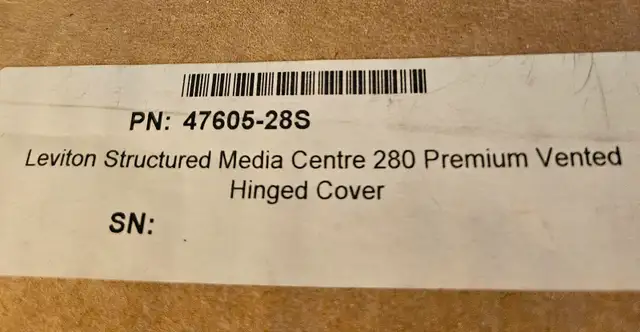 PN: 47605-28S
Leviton Structured Media Centre 280 Premium Vented
Hinged Cover
SN: